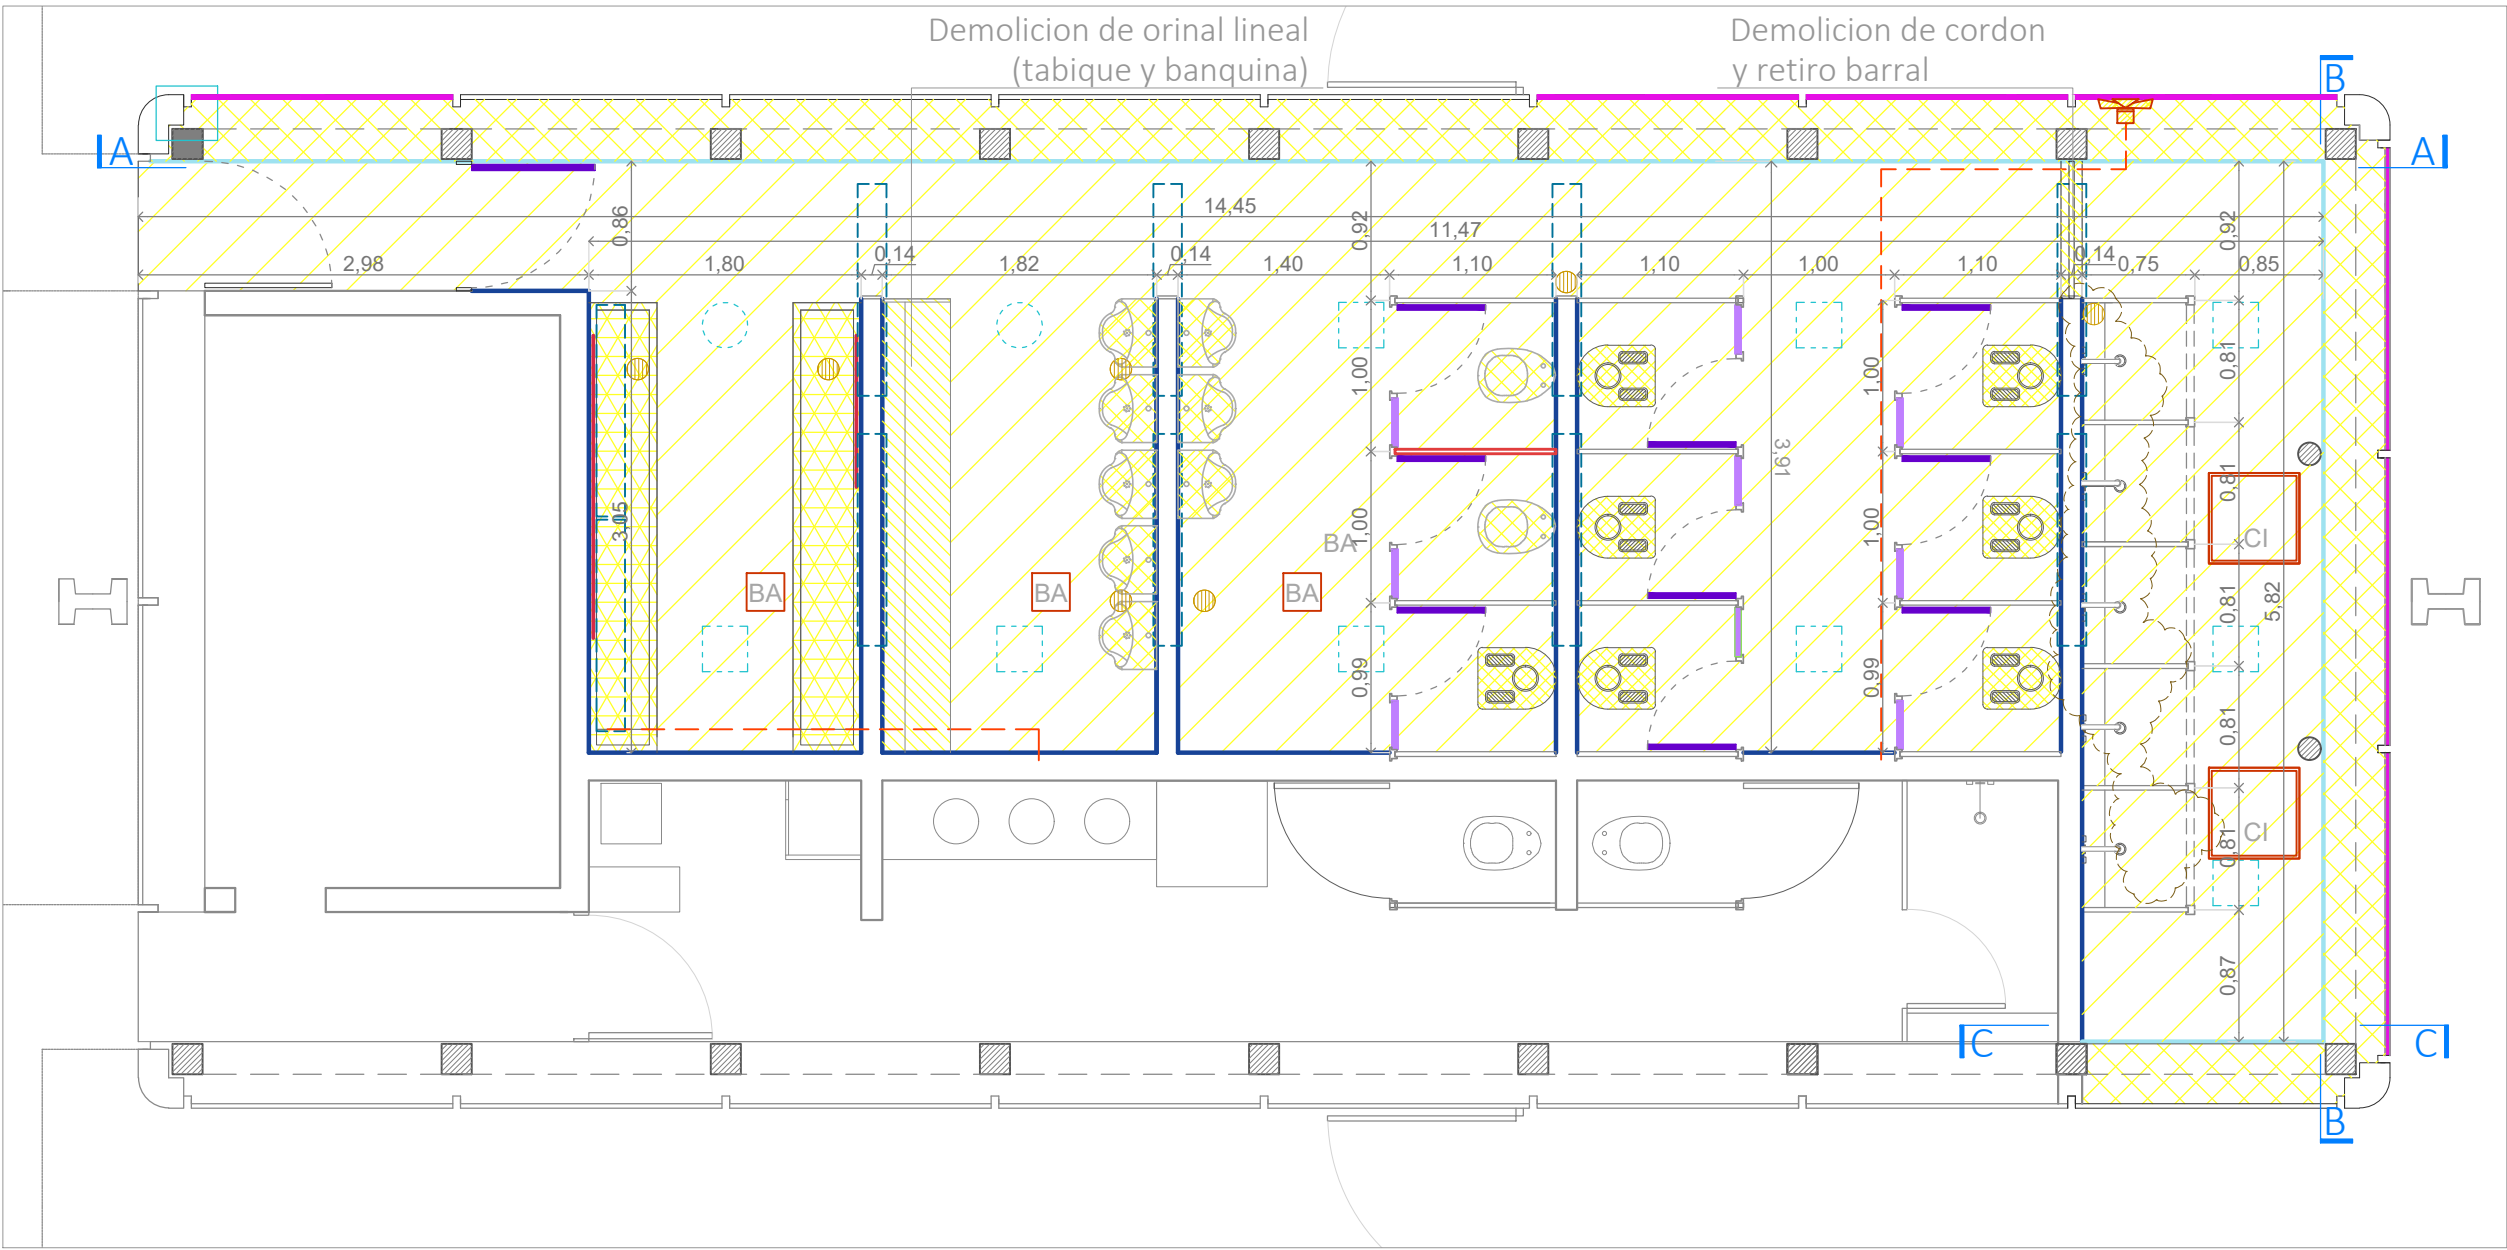 Demolicion de orinal lineal
(tabique y banquina)
Demolicion de cordon
y retiro barral
B
A
A
14,45
11,47
0,86
0,92
0,92
2,98
1,80
0,14
1,82
0,14
1,40
1,10
1,10
1,00
1,10
0,14
0,75
0,85
1,00
1,00
0,81
3,91
0,81
3,05
1,00
1,00
BA
CI
BA
BA
BA
0,81
5,82
0,99
0,99
0,81
CI
0,81
0,87
C
C
B